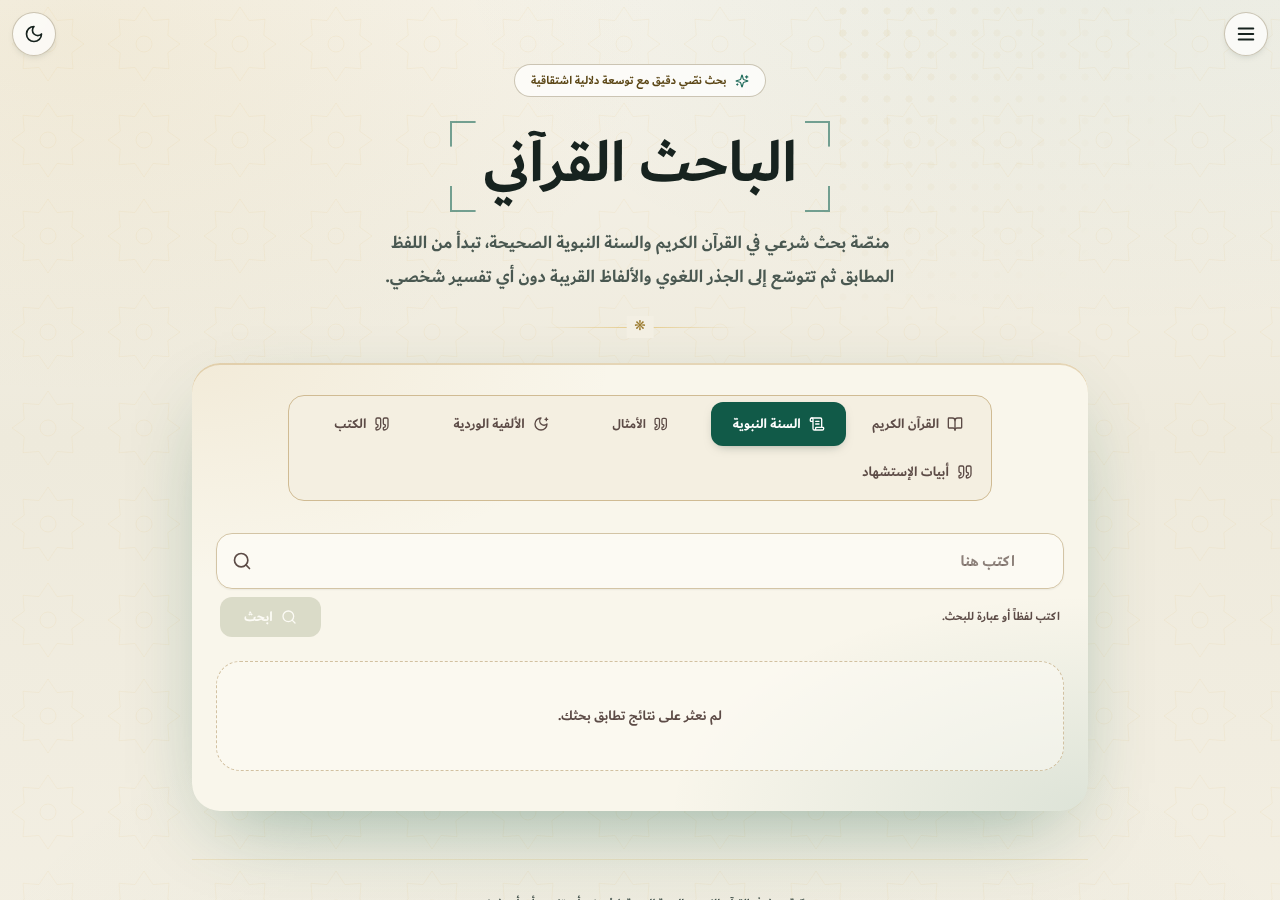 بحث نصّي دقيق مع توسعة دلالية اشتقاقية
الباحث القرآني
منصّة بحث شرعي في القرآن الكريم والسنة النبوية الصحيحة، تبدأ من اللفظ
المطابق ثم تتوسّع إلى الجذر اللغوي والألفاظ القريبة دون أي تفسير شخصي.
القرآن الكريم
السنة النبوية
الأمثال
الألفية الوردية
الكتب
أبيات الإستشهاد
اكتب هنا
اكتب لفظاً أو عبارة للبحث.
ابحث
لم نعثر على نتائج تطابق بحثك.